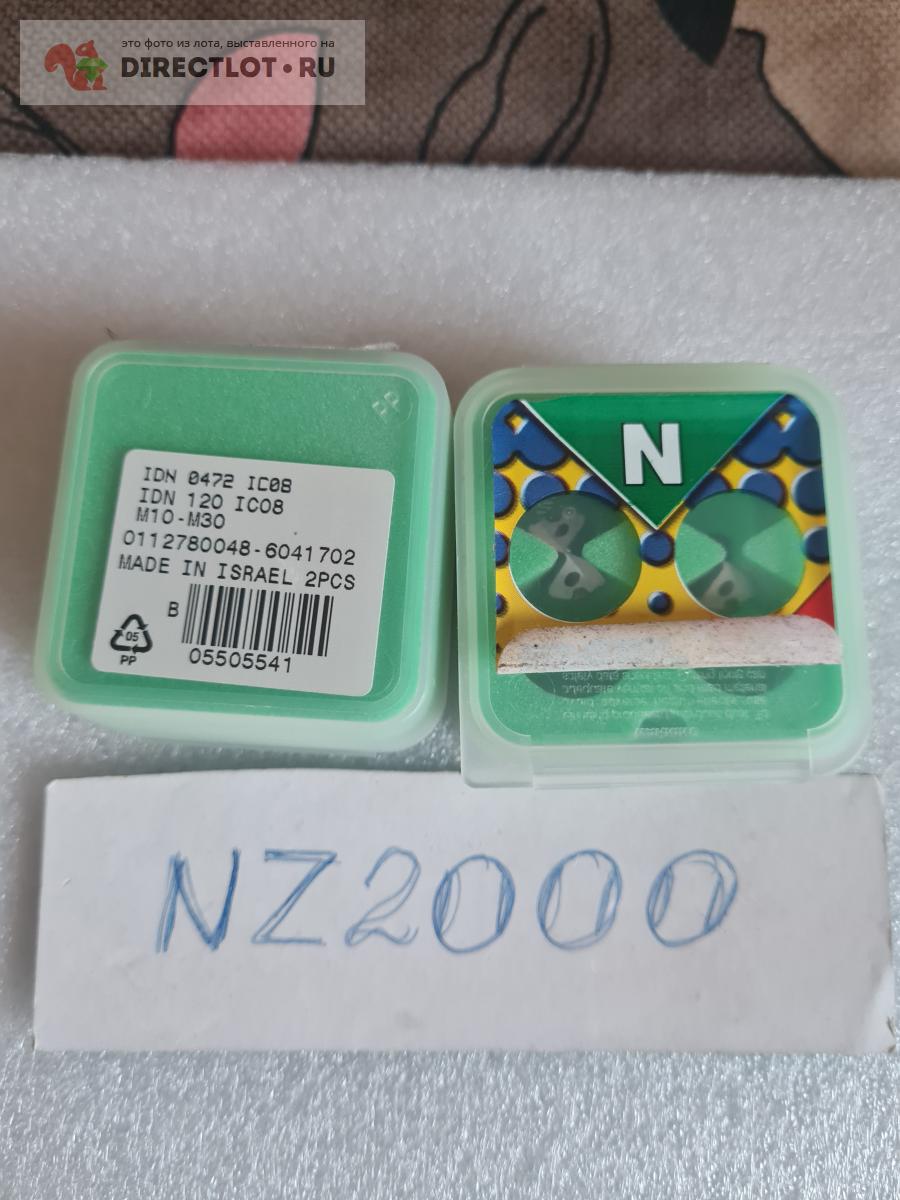 это фото из лота, выставленного на
DIRECTLOT•RU
PP
IDN 0472 IC08
IDN 120 IC08
M10-M30
0112780048-6041702
MADE IN ISRAEL 2PCS
B
05
PP
05505541
N
NZ2000